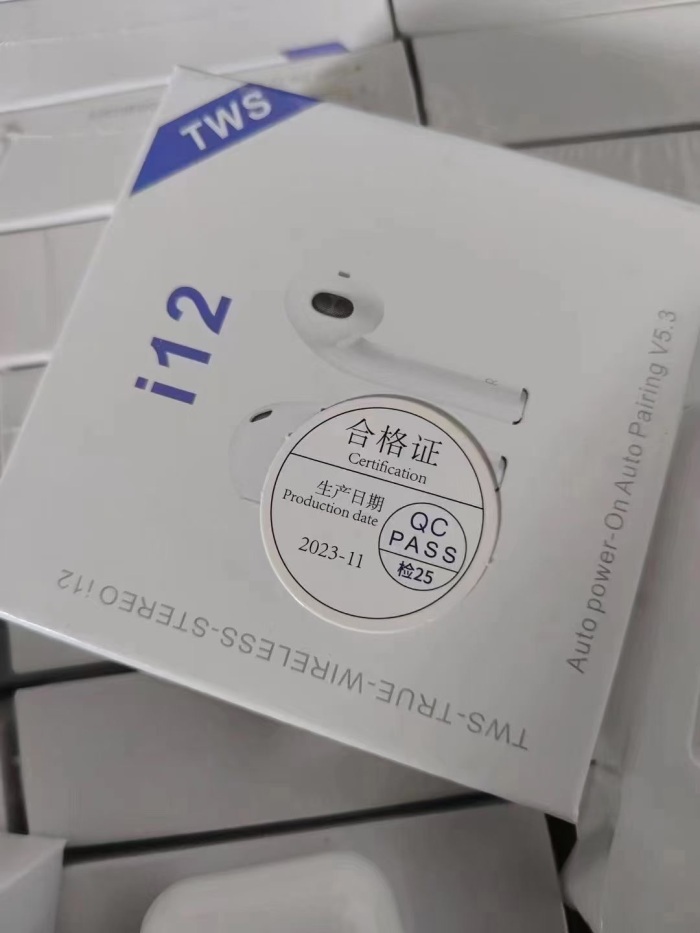 TWS
i12
合格证
Certification
生产日期
Production date
2023-11
QC
PASS
检25
Auto power-On Auto Pairing V5.3
TWS-TRUE-WIRELESS-STEREO i12